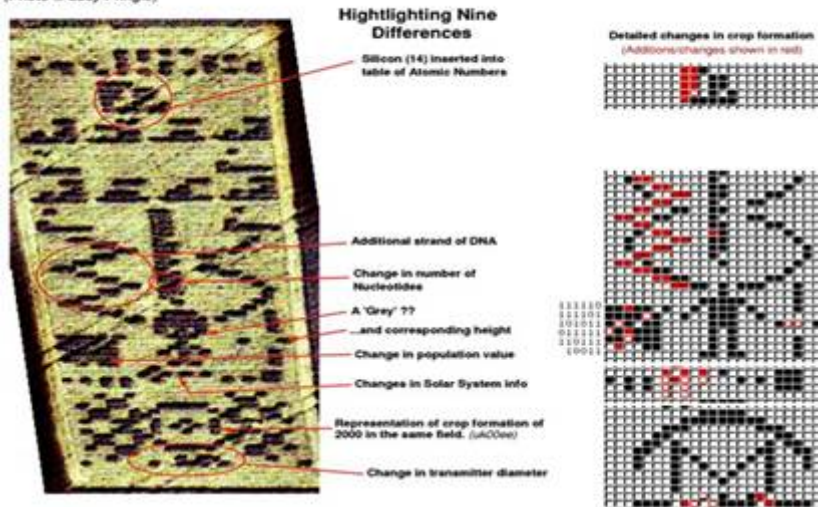 Hightlighting Nine
Differences
Silicon (14) inserted into
table of Atomic Numbers
Additional strand of DNA
Change in number of
Nucleotides
A 'Grey' ??
...and corresponding height
Change in population value
Changes in Solar System info
Representation of crop formation of
2000 in the same field. (uk00ee)
Change in transmitter diameter
Detailed changes in crop formation
(Additions/changes shown in red)
111110
111101
101011
011111
110111
10011